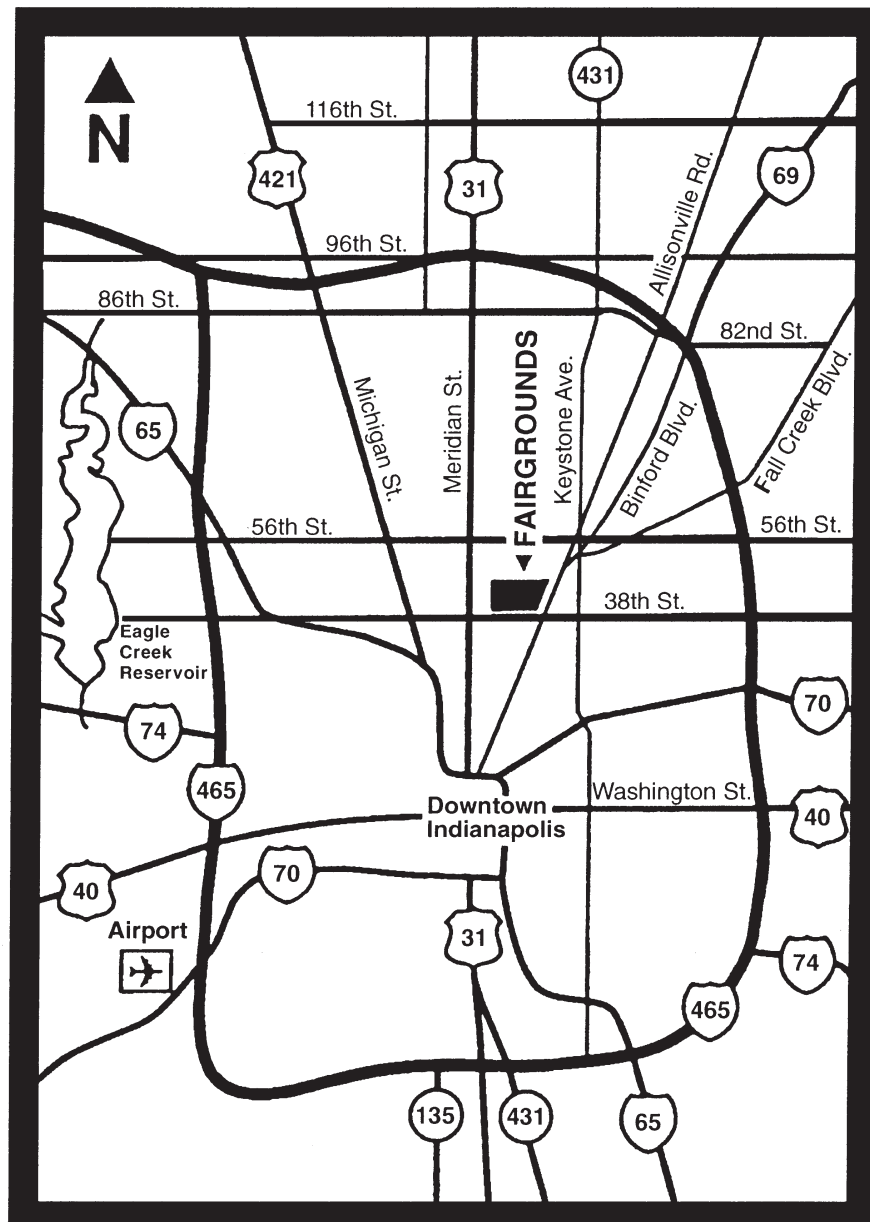 431
116th St.
N
421
31
69
Allisonville Rd.
96th St.
86th St.
82nd St.
FAIRGROUNDS
Keystone Ave.
Meridian St.
Michigan St.
Binford Blvd.
Fall Creek Blvd.
65
56th St.
56th St.
38th St.
Eagle
Creek
Reservoir
74
70
465
Washington St.
Downtown
Indianapolis
40
40
70
Airport
31
74
465
135
431
65